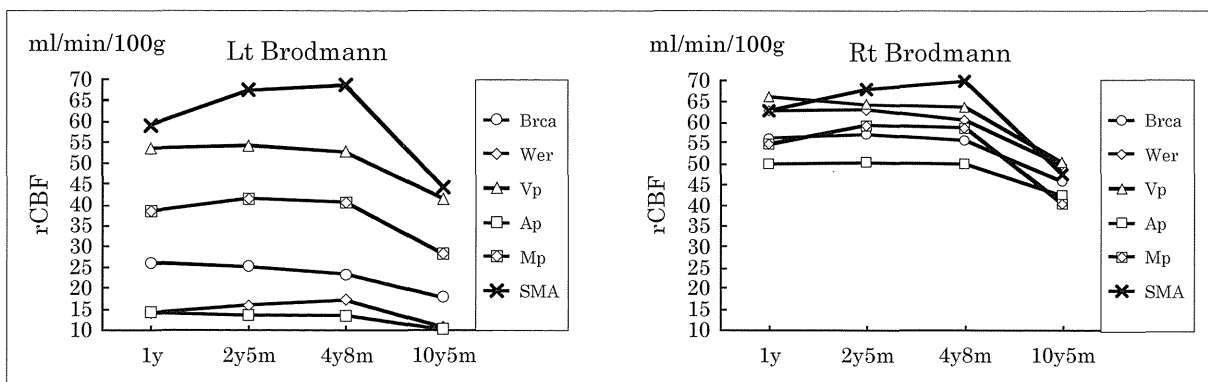 ml/min/100g
Lt Brodmann
rCBF
70
65
60
55
50
45
40
35
30
25
20
15
10
1y 2y5m 4y8m 10y5m
Brca
Wer
Vp
Ap
Mp
SMA
ml/min/100g
Rt Brodmann
rCBF
70
65
60
55
50
45
40
35
30
25
20
15
10
1y 2y5m 4y8m 10y5m
Brca
Wer
Vp
Ap
Mp
SMA